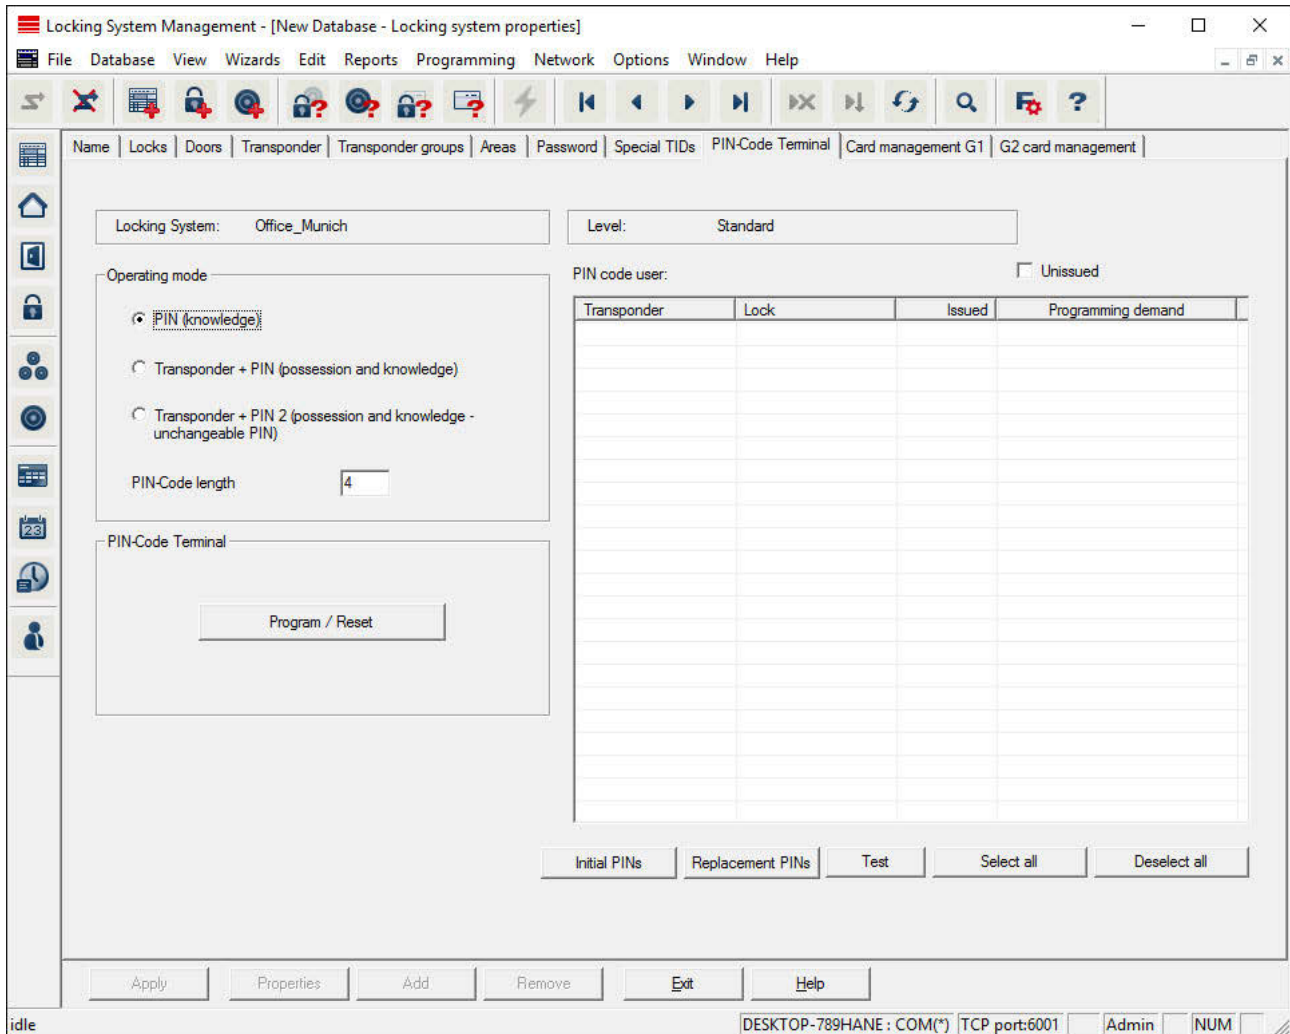 Locking System Management - [New Database - Locking system properties]
File Database View Wizards Edit Reports Programming Network Options Window Help
Name Locks Doors Transponder Transponder groups Areas Password Special TIDs PIN-Code Terminal Card management G1 G2 card management
Locking System: Office_Munich
Level: Standard
Operating mode
PIN (knowledge)
Transponder + PIN (possession and knowledge)
Transponder + PIN 2 (possession and knowledge -
unchangeable PIN)
PIN-Code length 4
PIN-Code Terminal
Program / Reset
PIN code user:
Unissued
Transponder Lock Issued Programming demand
23
Initial PINs Replacement PINs Test Select all Deselect all
Apply Properties Add Remove Exit Help
idle
DESKTOP-789HANE : COM(*) TCP port:6001 Admin NUM